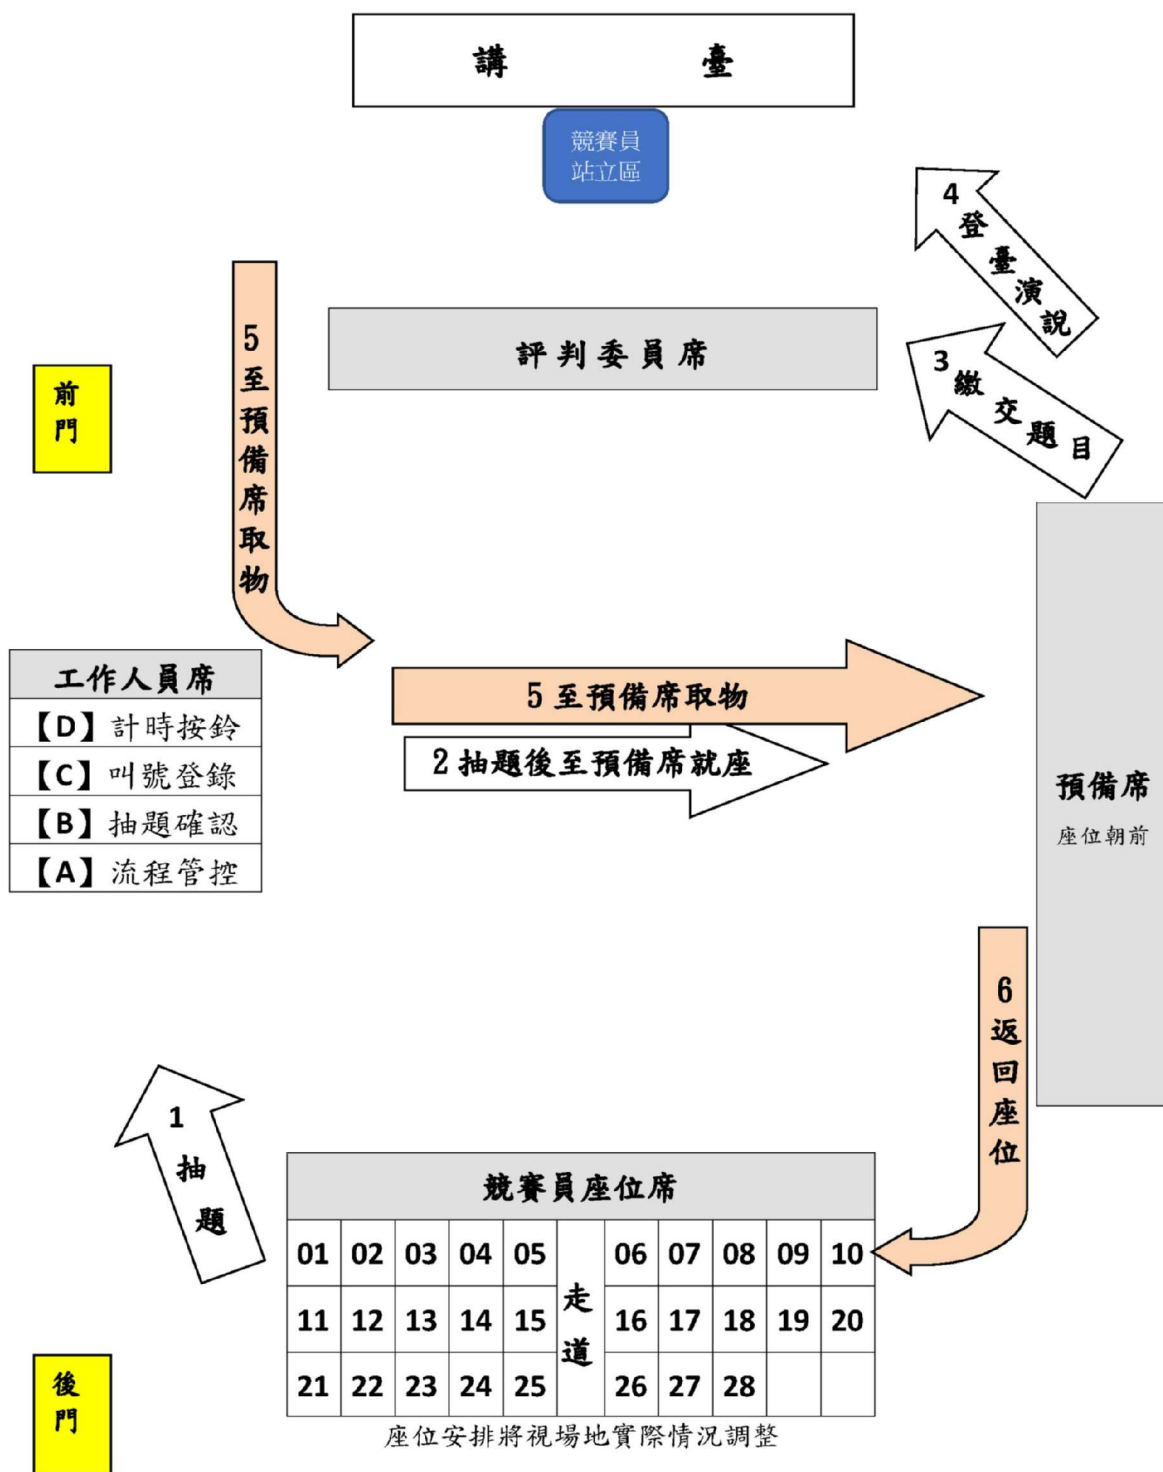 講 臺
競賽員
站立區
4 登臺演說
5 至預備席取物
評判委員席
3 繳交題目
前門
工作人員席
【D】計時按鈴
【C】叫號登錄
【B】抽題確認
【A】流程管控
5 至預備席取物
2 抽題後至預備席就座
預備席
座位朝前
6 返回座位
1 抽題
競賽員座位席
01 02 03 04 05 走道 06 07 08 09 10
11 12 13 14 15 16 17 18 19 20
21 22 23 24 25 26 27 28
後門
座位安排將視場地實際情況調整